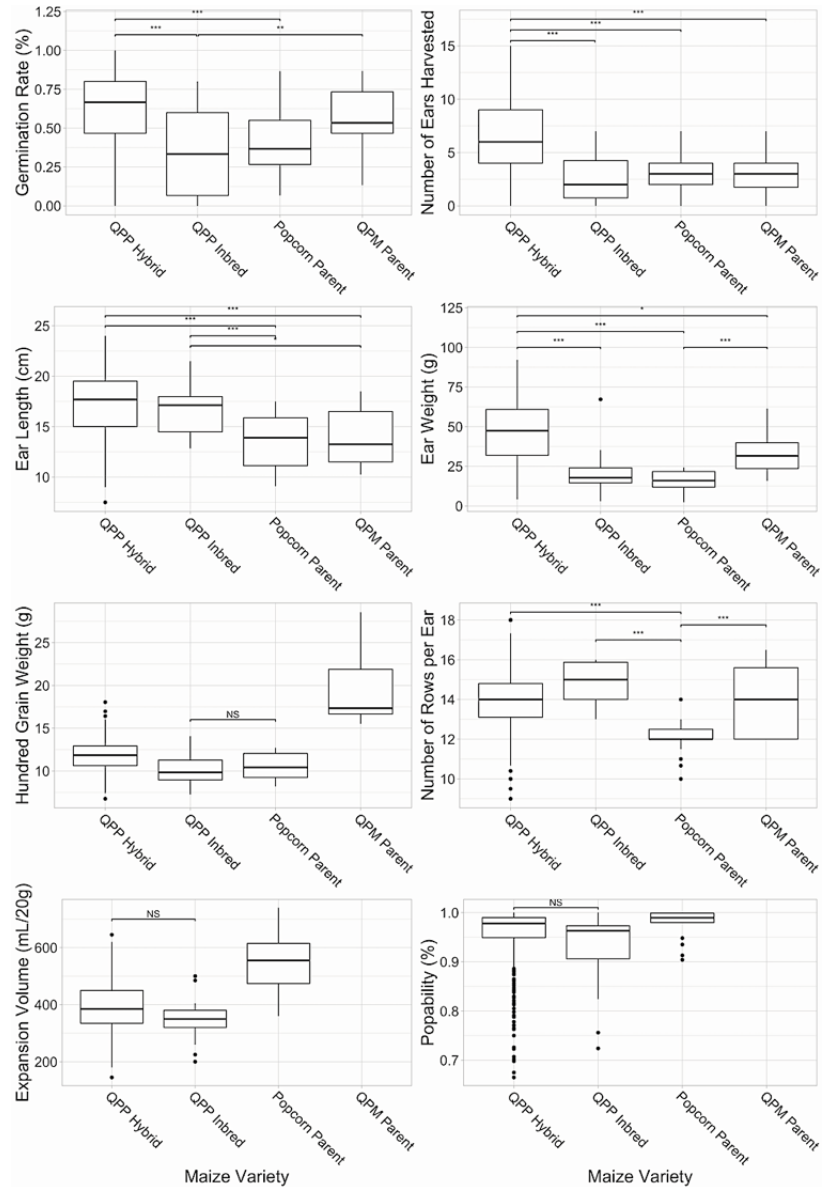 Germination Rate (%)
1.25
1.00
0.75
0.50
0.25
0.00
***
***
**
QPP Hybrid
QPP Inbred
Popcorn Parent
QPM Parent
Number of Ears Harvested
15
10
5
0
***
***
***
QPP Hybrid
QPP Inbred
Popcorn Parent
QPM Parent
Ear Length (cm)
25
20
15
10
***
***
***
*
QPP Hybrid
QPP Inbred
Popcorn Parent
QPM Parent
Ear Weight (g)
125
100
75
50
25
0
*
***
***
***
QPP Hybrid
QPP Inbred
Popcorn Parent
QPM Parent
Hundred Grain Weight (g)
25
20
15
10
NS
QPP Hybrid
QPP Inbred
Popcorn Parent
QPM Parent
Number of Rows per Ear
18
16
14
12
10
***
***
***
QPP Hybrid
QPP Inbred
Popcorn Parent
QPM Parent
Expansion Volume (mL/20g)
600
400
200
NS
QPP Hybrid
QPP Inbred
Popcorn Parent
QPM Parent
Maize Variety
Popability (%)
1.0
0.9
0.8
0.7
NS
QPP Hybrid
QPP Inbred
Popcorn Parent
QPM Parent
Maize Variety